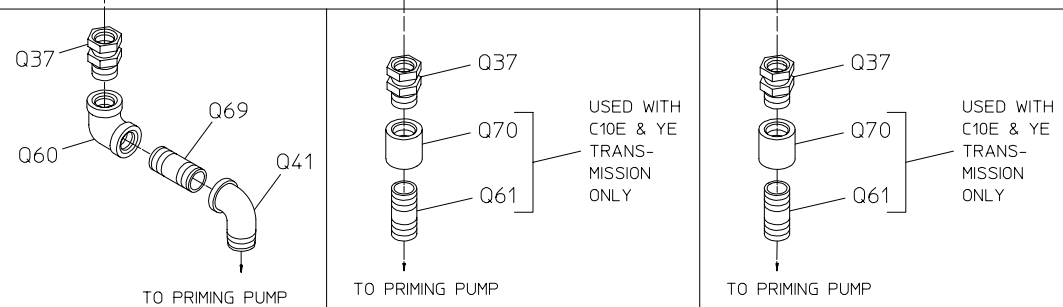 Q37
Q69
Q60
Q41
TO PRIMING PUMP
Q37
USED WITH
C10E & YE
TRANS-
MISSION
ONLY
Q70
Q61
TO PRIMING PUMP
Q37
USED WITH
C10E & YE
TRANS-
MISSION
ONLY
Q70
Q61
TO PRIMING PUMP